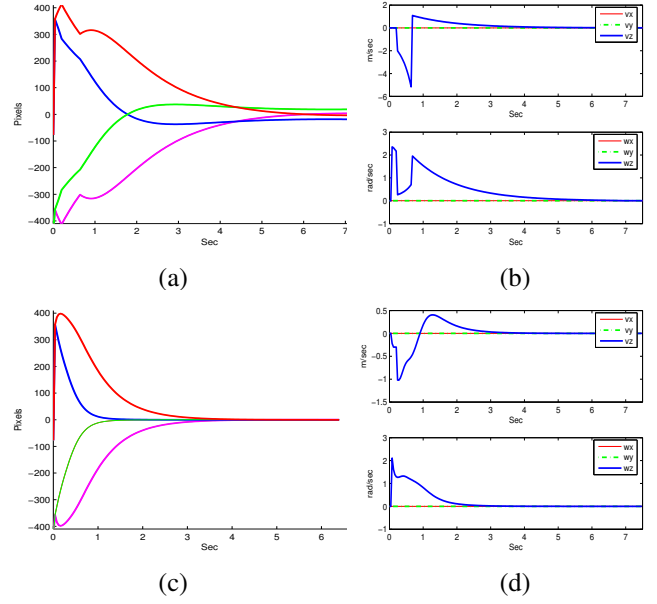 400
300
200
100
0
-100
-200
-300
-400
Pixels
0 1 2 3 4 5 6 7
Sec
(a)
4
2
0
-2
-4
-6
m/sec
0 1 2 3 4 5 6 7
Sec
vx
vy
vz
4
3
2
1
0
-1
rad/sec
0 1 2 3 4 5 6 7
Sec
wx
wy
wz
(b)
400
300
200
100
0
-100
-200
-300
-400
Pixels
0 1 2 3 4 5 6
Sec
(c)
0.5
0
-0.5
-1
-1.5
m/sec
0 1 2 3 4 5 6 7
Sec
vx
vy
vz
4
2
0
-2
rad/sec
0 1 2 3 4 5 6 7
Sec
wx
wy
wz
(d)